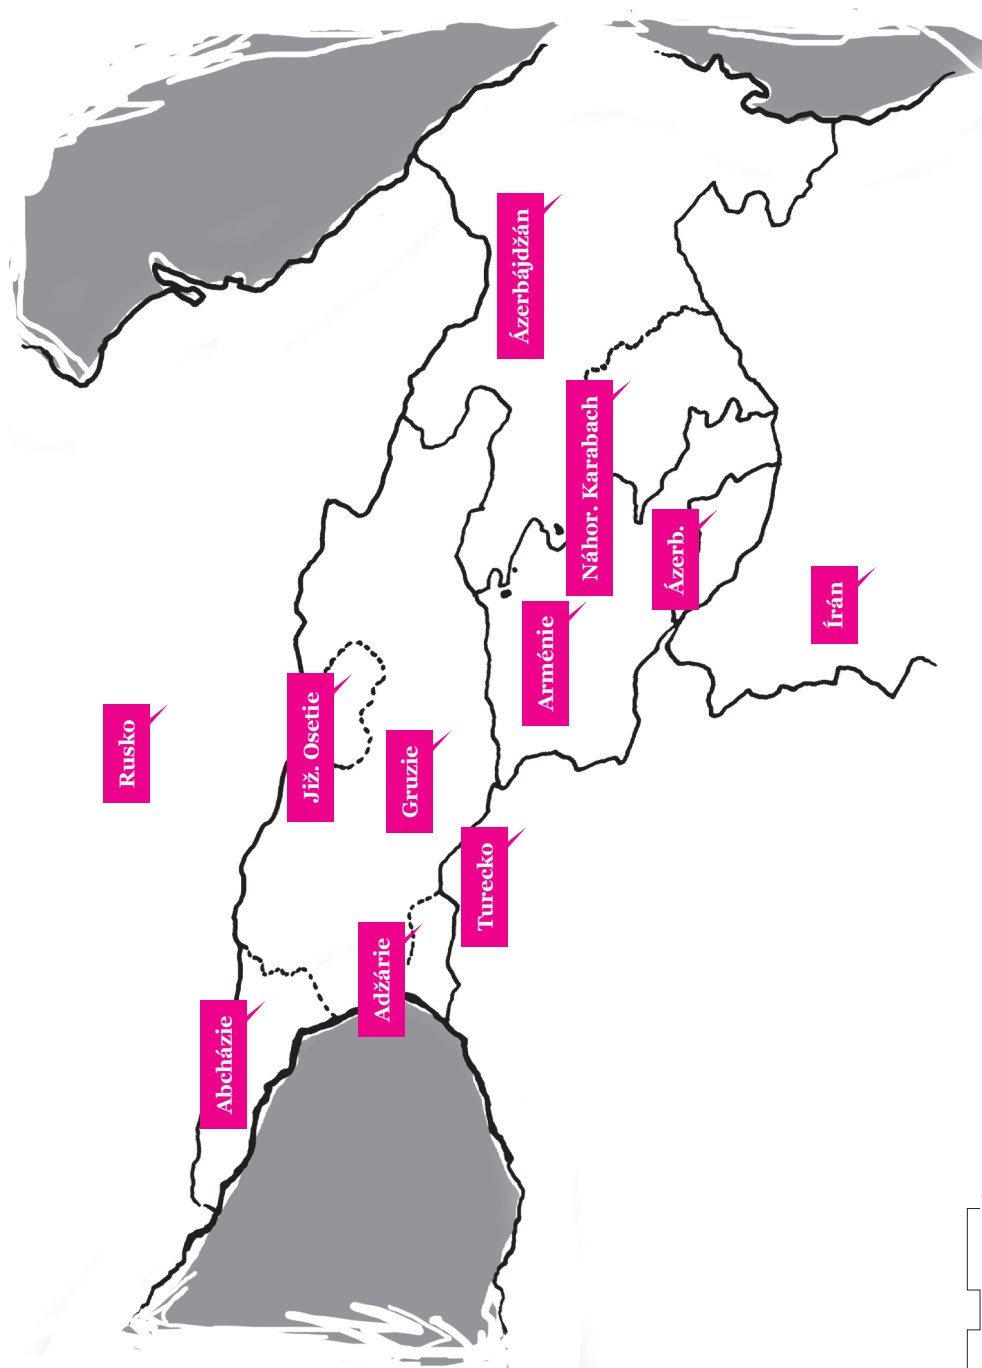 Rusko
Abcházie
Již. Osetie
Adžárie
Gruzie
Turecko
Ázerbájdžán
Arménie
Náhor. Karabach
Ázerb.
Írán